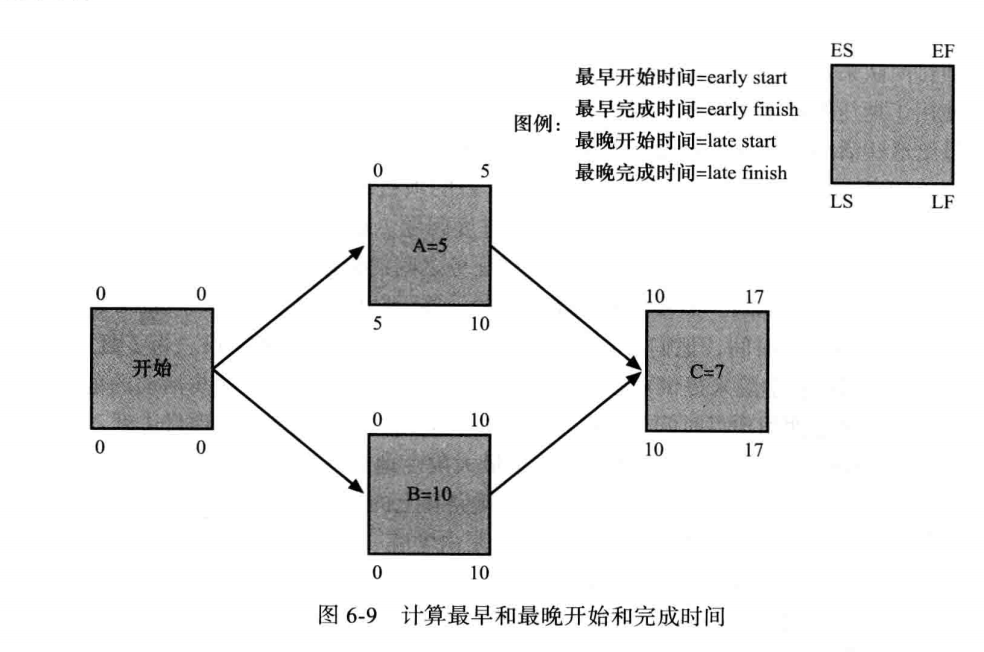 ES EF
最早开始时间=early start
最早完成时间=early finish
图例：
最晚开始时间=late start
最晚完成时间=late finish
LS LF
0 5
A=5
5 10
0 0
开始
0 0
10 17
C=7
10 17
0 10
B=10
0 10
图 6-9 计算最早和最晚开始和完成时间